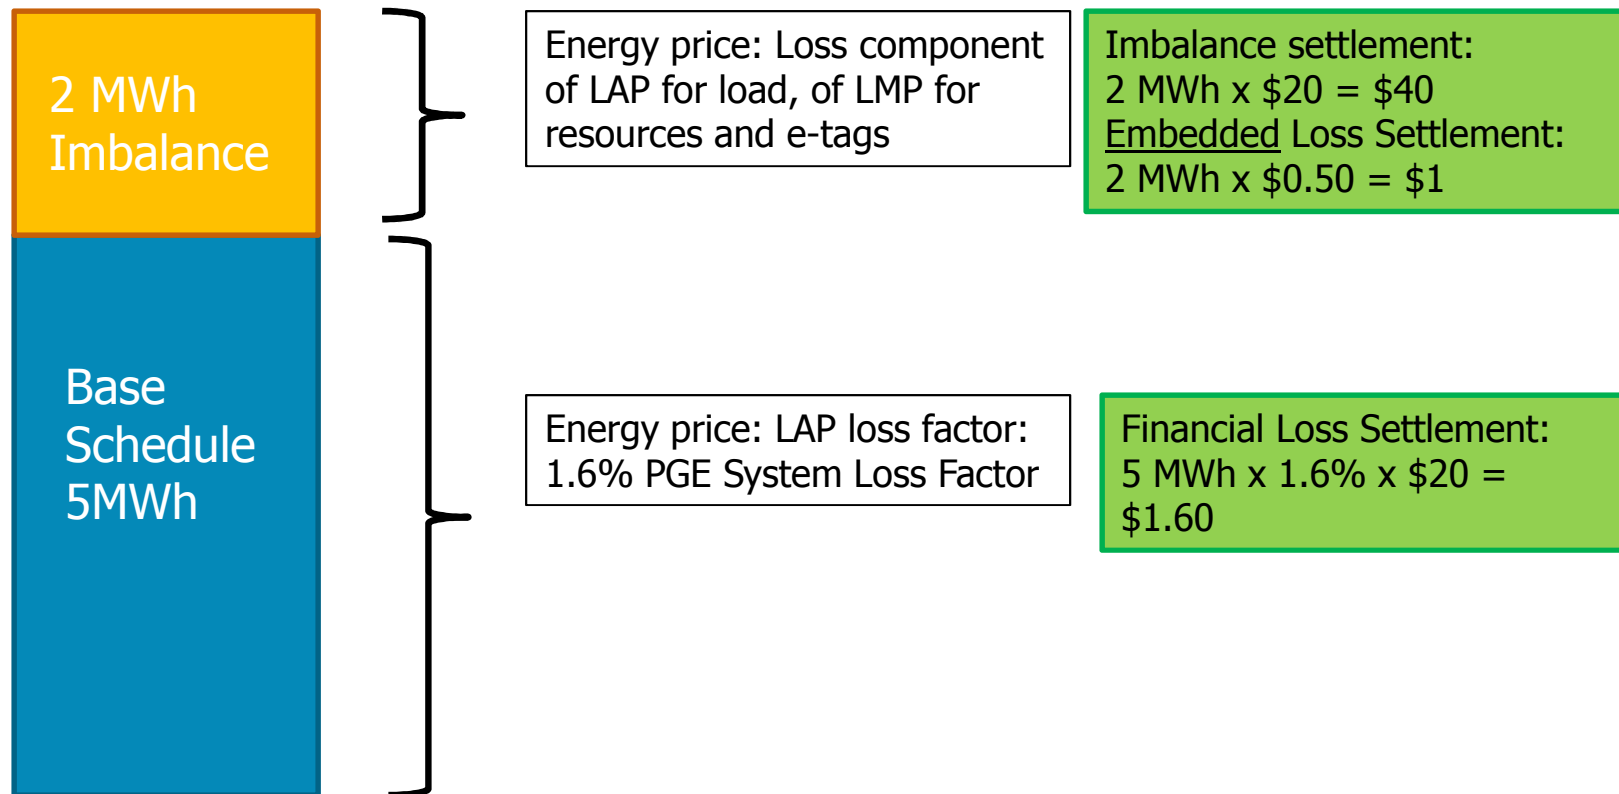 2 MWh
Imbalance
Energy price: Loss component
of LAP for load, of LMP for
resources and e-tags
Imbalance settlement:
2 MWh x $20 = $40
Embedded Loss Settlement:
2 MWh x $0.50 = $1
Base
Schedule
5MWh
Energy price: LAP loss factor:
1.6% PGE System Loss Factor
Financial Loss Settlement:
5 MWh x 1.6% x $20 =
$1.60